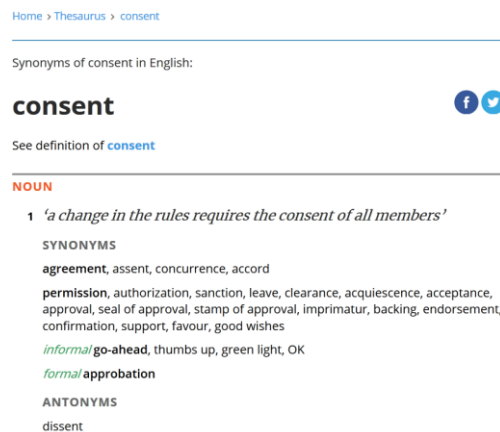 Home › Thesaurus › consent
Synonyms of consent in English:
consent
f
See definition of consent
NOUN
1 ‘a change in the rules requires the consent of all members’
SYNONYMS
agreement, assent, concurrence, accord
permission, authorization, sanction, leave, clearance, acquiescence, acceptance,
approval, seal of approval, stamp of approval, imprimatur, backing, endorsement,
confirmation, support, favour, good wishes
informal go-ahead, thumbs up, green light, OK
formal approbation
ANTONYMS
dissent